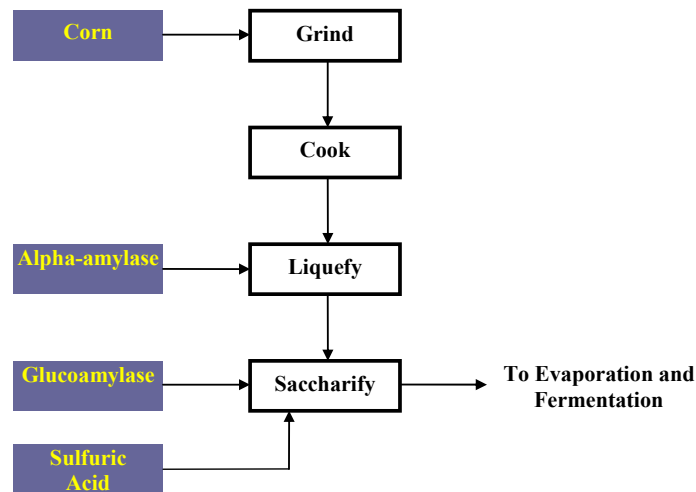 Corn
Grind
Cook
Alpha-amylase
Liquefy
Glucoamylase
Saccharify
To Evaporation and
Fermentation
Sulfuric
Acid